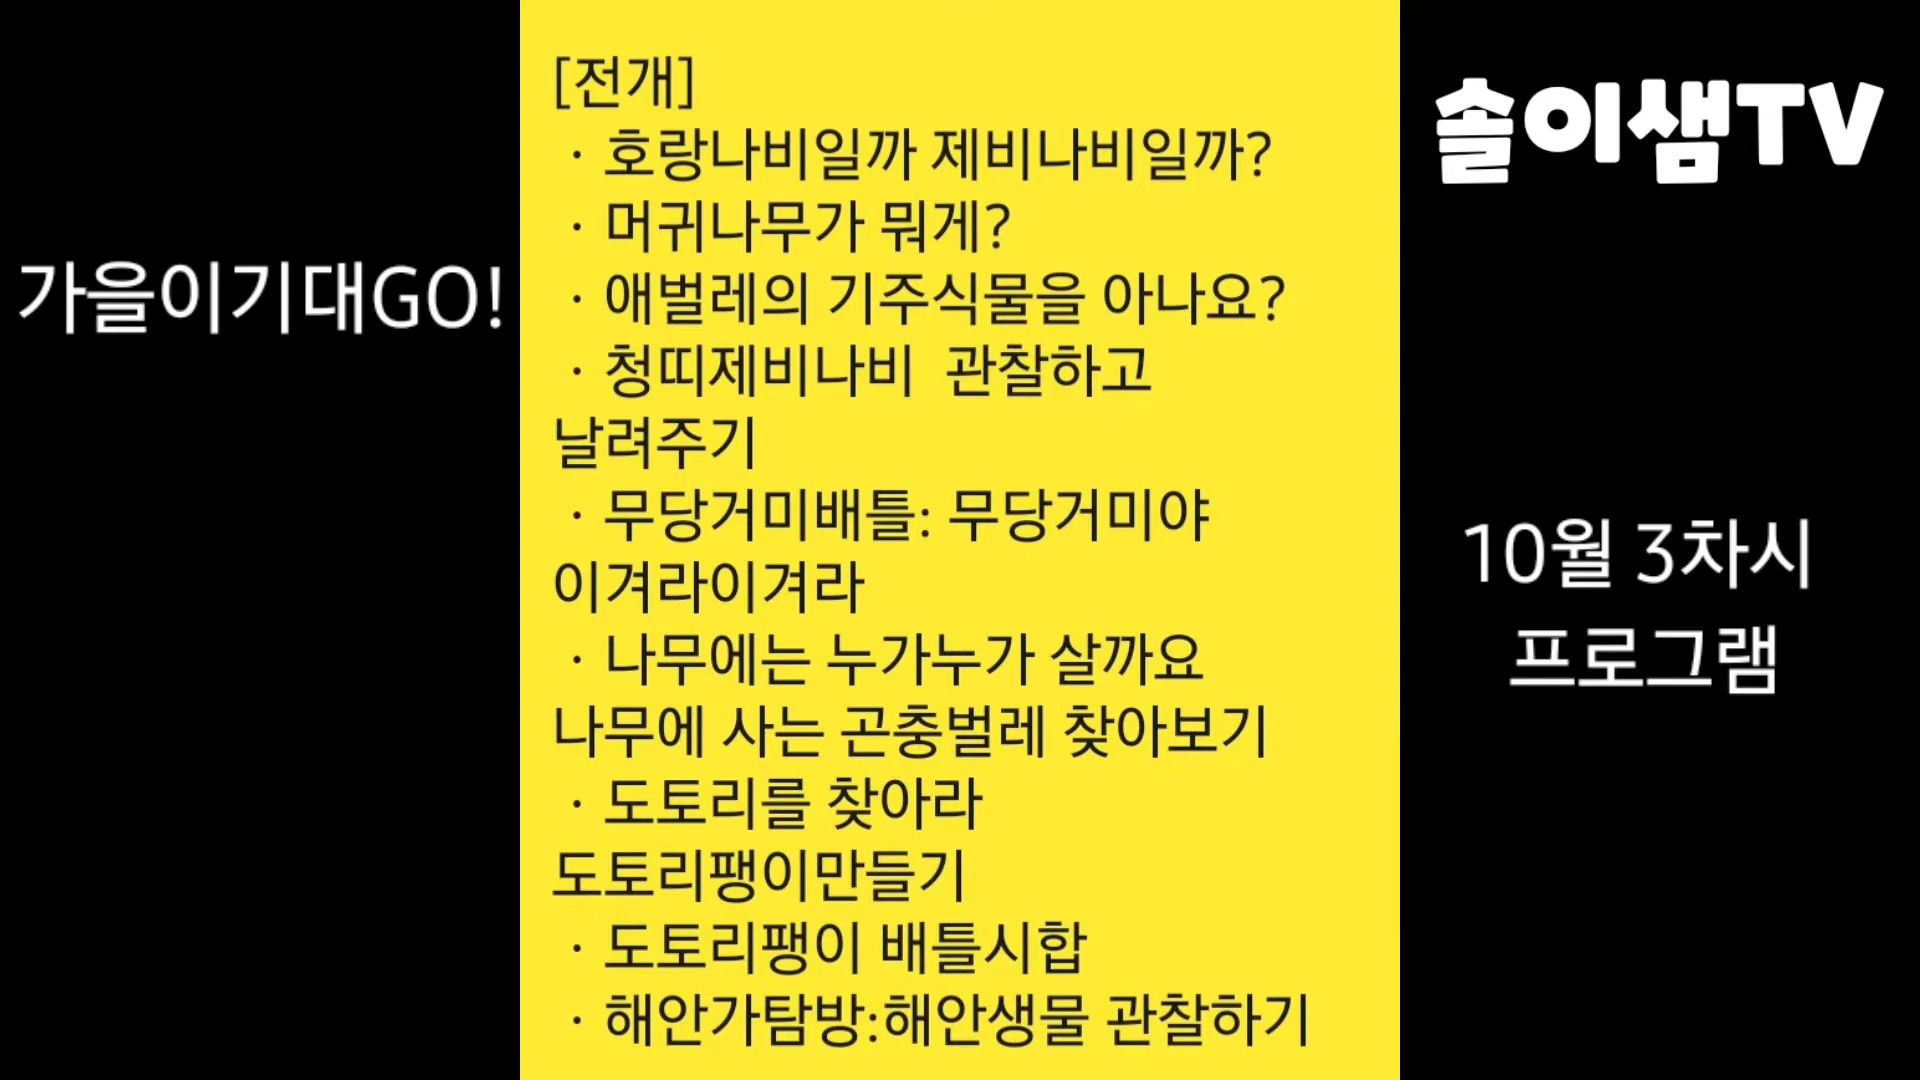 가을이기대GO!
[전개]
· 호랑나비일까 제비나비일까?
· 머귀나무가 뭐게?
· 애벌레의 기주식물을 아나요?
· 청띠제비나비  관찰하고
날려주기
· 무당거미배틀: 무당거미야
이겨라이겨라
· 나무에는 누가누가 살까요
나무에 사는 곤충벌레 찾아보기
· 도토리를 찾아라
도토리팽이만들기
· 도토리팽이 배틀시합
· 해안가탐방:해안생물 관찰하기
솔이샘TV
10월 3차시
프로그램